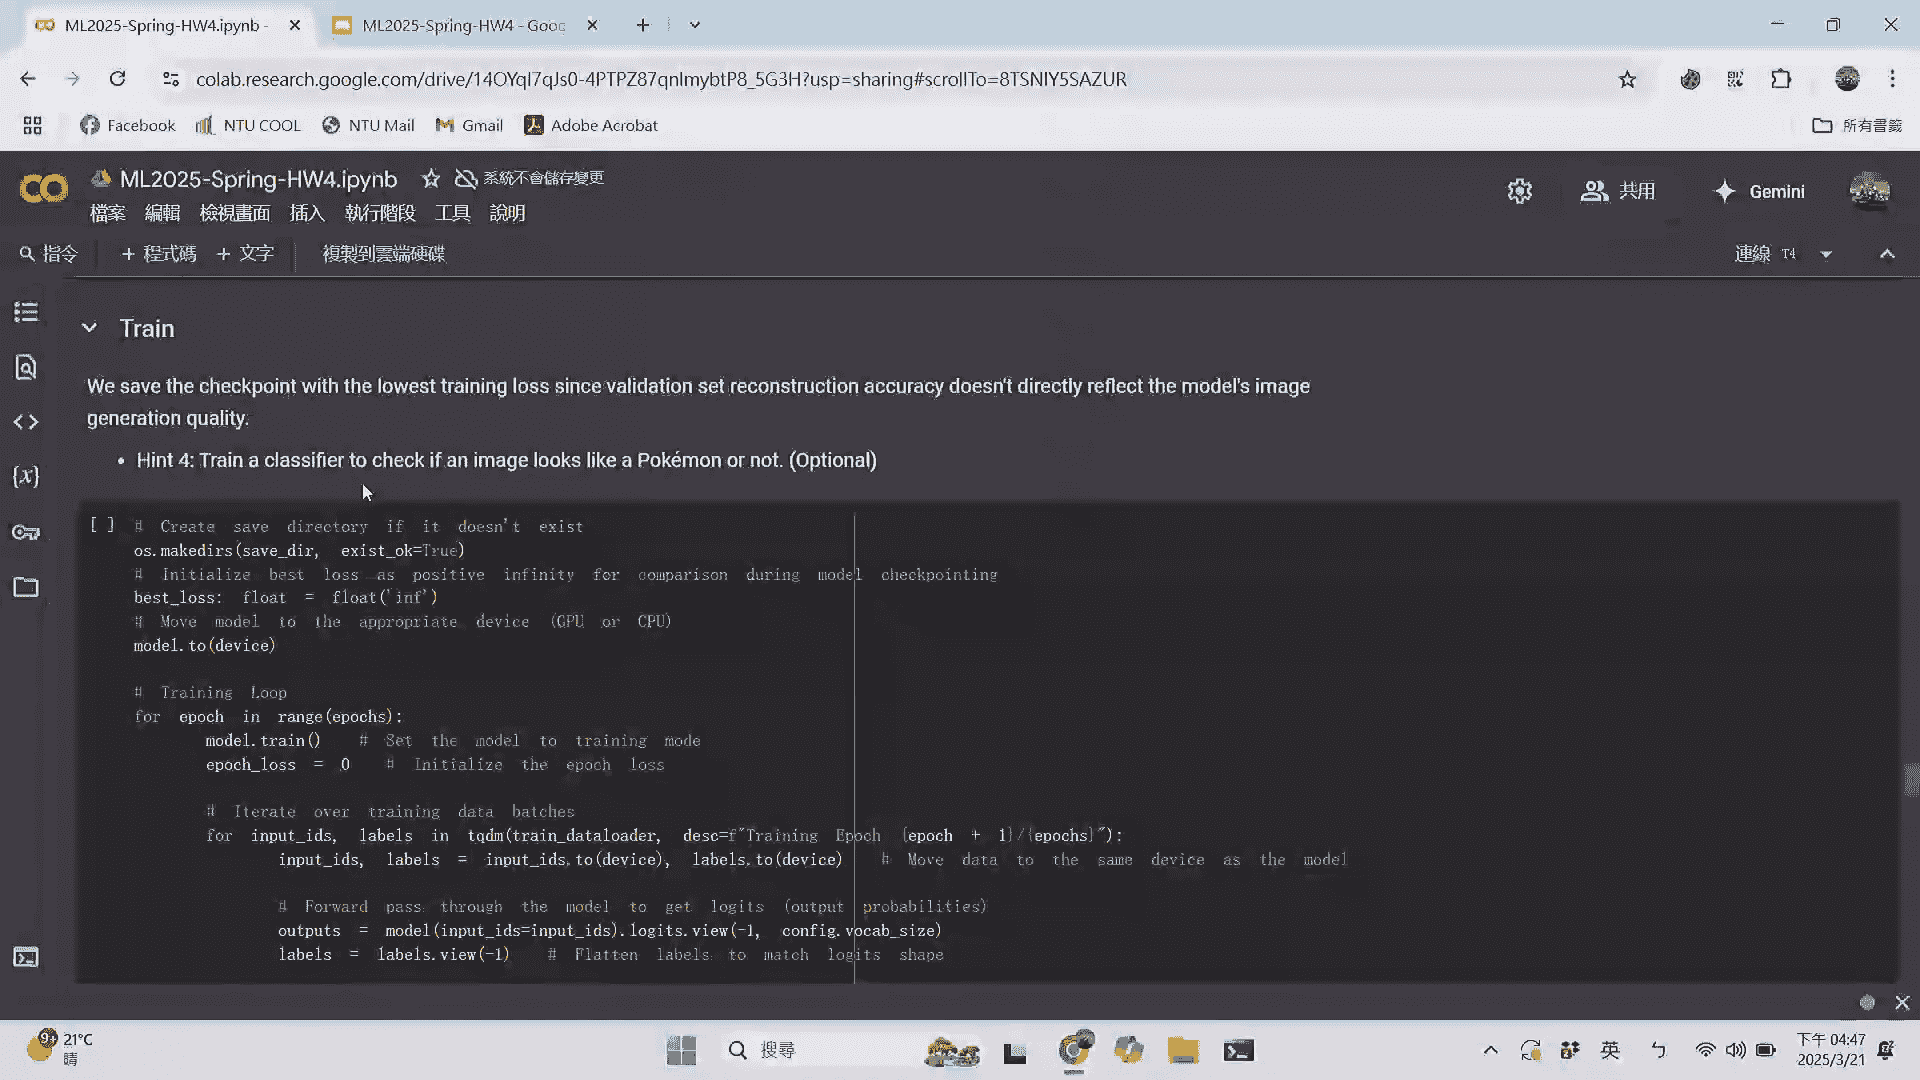 ML2025-Spring-HW4.ipynb -
ML2025-Spring-HW4 - Goo
colab.research.google.com/drive/14OYql7qJs0-4PTPZ87qnlmybtP8_5G3H?usp=sharing#scrollTo=8TSNlY5SAZUR
Facebook NTU COOL NTU Mail Gmail Adobe Acrobat 所有書籤
ML2025-Spring-HW4.ipynb 系統不會儲存變更
檔案 編輯 檢視畫面 插入 執行階段 工具 說明
共用 Gemini
指令 + 程式碼 + 文字 複製到雲端硬碟 連線 T4
Train
We save the checkpoint with the lowest training loss since validation set reconstruction accuracy doesn't directly reflect the model's image
generation quality.
• Hint 4: Train a classifier to check if an image looks like a Pokémon or not. (Optional)
[ ] # Create save directory if it doesn't exist
os.makedirs(save_dir, exist_ok=True)
# Initialize best loss as positive infinity for comparison during model checkpointing
best_loss: float = float('inf')
# Move model to the appropriate device (GPU or CPU)
model.to(device)
# Training Loop
for epoch in range(epochs):
model.train() # Set the model to training mode
epoch_loss = 0 # Initialize the epoch loss
# Iterate over training data batches
for input_ids, labels in tqdm(train_dataloader, desc=f"Training Epoch {epoch + 1}/{epochs}"):
input_ids, labels = input_ids.to(device), labels.to(device) # Move data to the same device as the model
# Forward pass through the model to get logits (output probabilities)
outputs = model(input_ids=input_ids).logits.view(-1, config.vocab_size)
labels = labels.view(-1) # Flatten labels to match logits shape
9+ 21°C
晴
搜尋
英 ㄅ
下午 04:47
2025/3/21